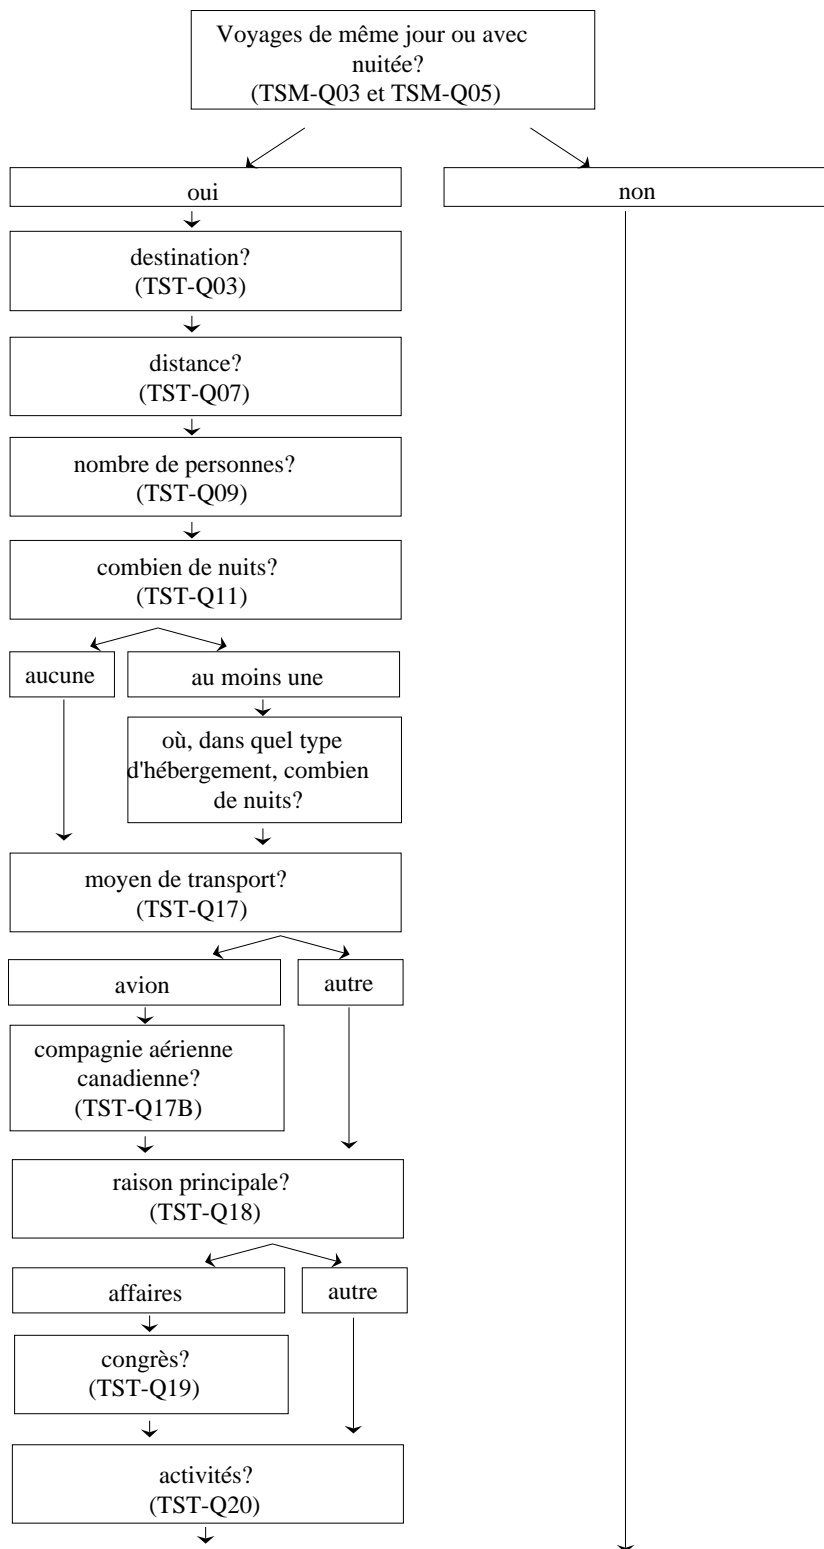 Voyages de même jour ou avec
nuitée?
(TSM-Q03 et TSM-Q05)
oui
non
destination?
(TST-Q03)
distance?
(TST-Q07)
nombre de personnes?
(TST-Q09)
combien de nuits?
(TST-Q11)
aucune
au moins une
où, dans quel type
d'hébergement, combien
de nuits?
moyen de transport?
(TST-Q17)
avion
autre
compagnie aérienne
canadienne?
(TST-Q17B)
raison principale?
(TST-Q18)
affaires
autre
congrès?
(TST-Q19)
activités?
(TST-Q20)